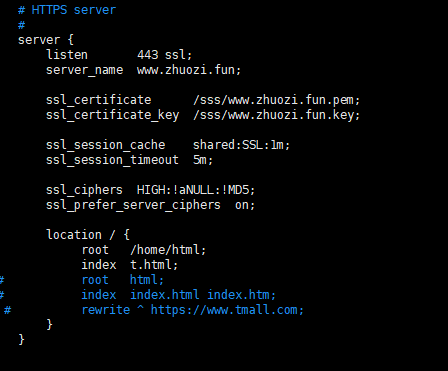 # HTTPS server
#
server {
listen 443 ssl;
server_name www.zhuozi.fun;
ssl_certificate /sss/www.zhuozi.fun.pem;
ssl_certificate_key /sss/www.zhuozi.fun.key;
ssl_session_cache shared:SSL:1m;
ssl_session_timeout 5m;
ssl_ciphers HIGH:!aNULL:!MD5;
ssl_prefer_server_ciphers on;
location / {
root /home/html;
index t.html;
# root html;
# index index.html index.htm;
# rewrite ^ https://www.tmall.com;
}
}